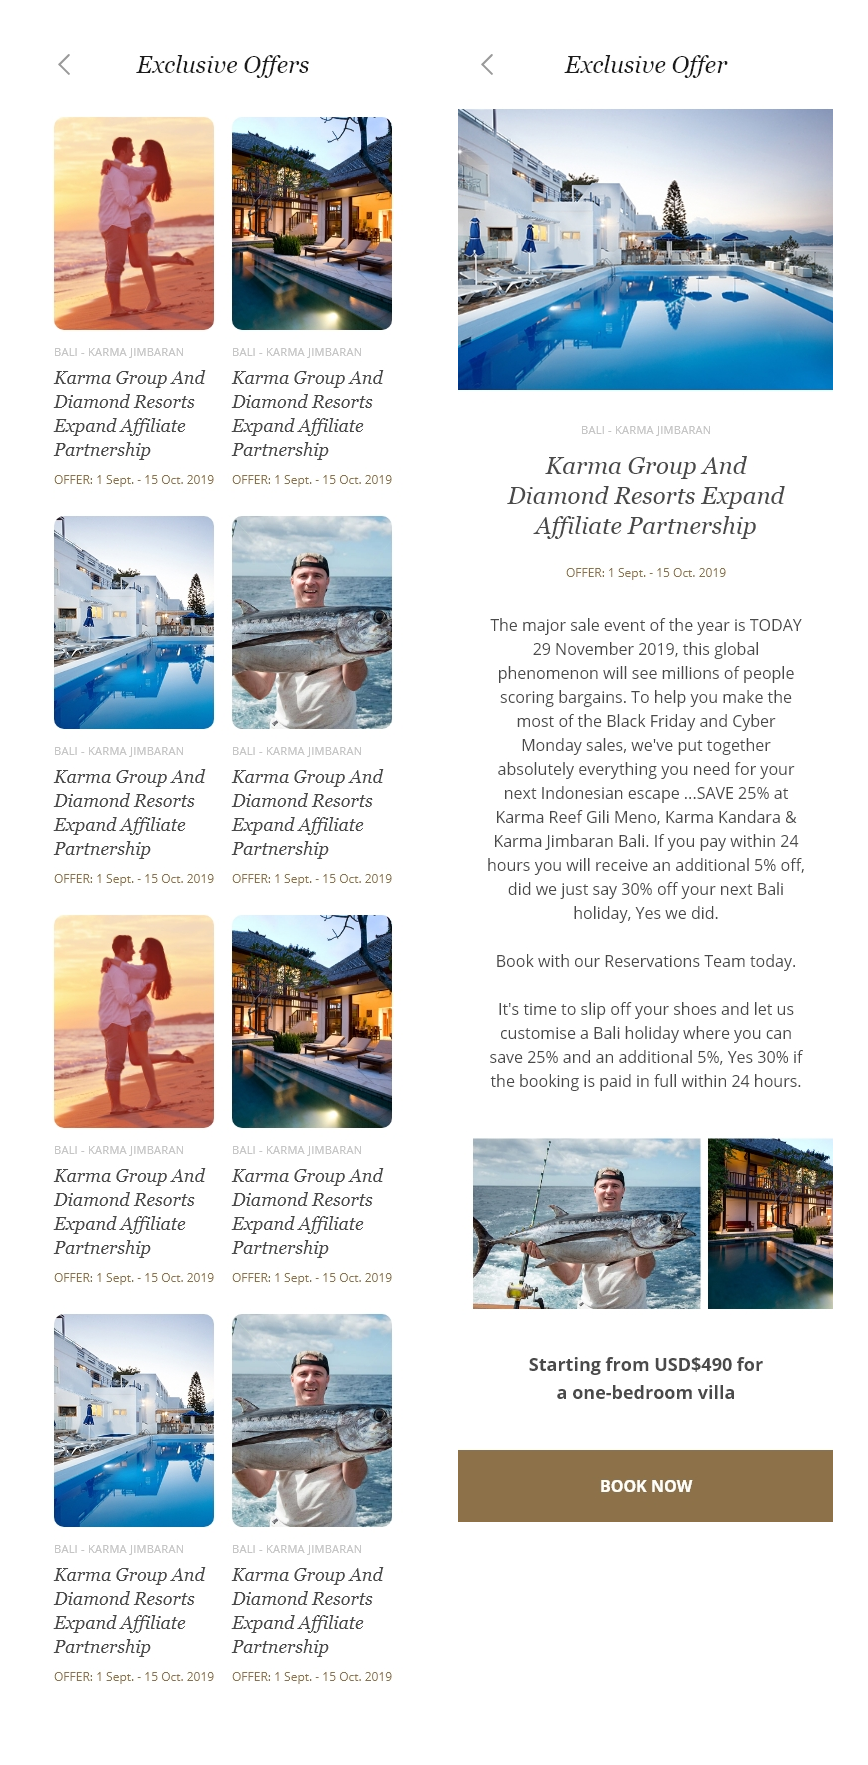 Exclusive Offers
BALI - KARMA JIMBARAN
Karma Group And
Diamond Resorts
Expand Affiliate
Partnership
OFFER: 1 Sept. - 15 Oct. 2019
BALI - KARMA JIMBARAN
Karma Group And
Diamond Resorts
Expand Affiliate
Partnership
OFFER: 1 Sept. - 15 Oct. 2019
BALI - KARMA JIMBARAN
Karma Group And
Diamond Resorts
Expand Affiliate
Partnership
OFFER: 1 Sept. - 15 Oct. 2019
BALI - KARMA JIMBARAN
Karma Group And
Diamond Resorts
Expand Affiliate
Partnership
OFFER: 1 Sept. - 15 Oct. 2019
BALI - KARMA JIMBARAN
Karma Group And
Diamond Resorts
Expand Affiliate
Partnership
OFFER: 1 Sept. - 15 Oct. 2019
BALI - KARMA JIMBARAN
Karma Group And
Diamond Resorts
Expand Affiliate
Partnership
OFFER: 1 Sept. - 15 Oct. 2019
BALI - KARMA JIMBARAN
Karma Group And
Diamond Resorts
Expand Affiliate
Partnership
OFFER: 1 Sept. - 15 Oct. 2019
BALI - KARMA JIMBARAN
Karma Group And
Diamond Resorts
Expand Affiliate
Partnership
OFFER: 1 Sept. - 15 Oct. 2019
Exclusive Offer
BALI - KARMA JIMBARAN
Karma Group And
Diamond Resorts Expand
Affiliate Partnership
OFFER: 1 Sept. - 15 Oct. 2019
The major sale event of the year is TODAY
29 November 2019, this global
phenomenon will see millions of people
scoring bargains. To help you make the
most of the Black Friday and Cyber
Monday sales, we've put together
absolutely everything you need for your
next Indonesian escape ...SAVE 25% at
Karma Reef Gili Meno, Karma Kandara &
Karma Jimbaran Bali. If you pay within 24
hours you will receive an additional 5% off,
did we just say 30% off your next Bali
holiday, Yes we did.
Book with our Reservations Team today.
It's time to slip off your shoes and let us
customise a Bali holiday where you can
save 25% and an additional 5%, Yes 30% if
the booking is paid in full within 24 hours.
Starting from USD$490 for
a one-bedroom villa
BOOK NOW